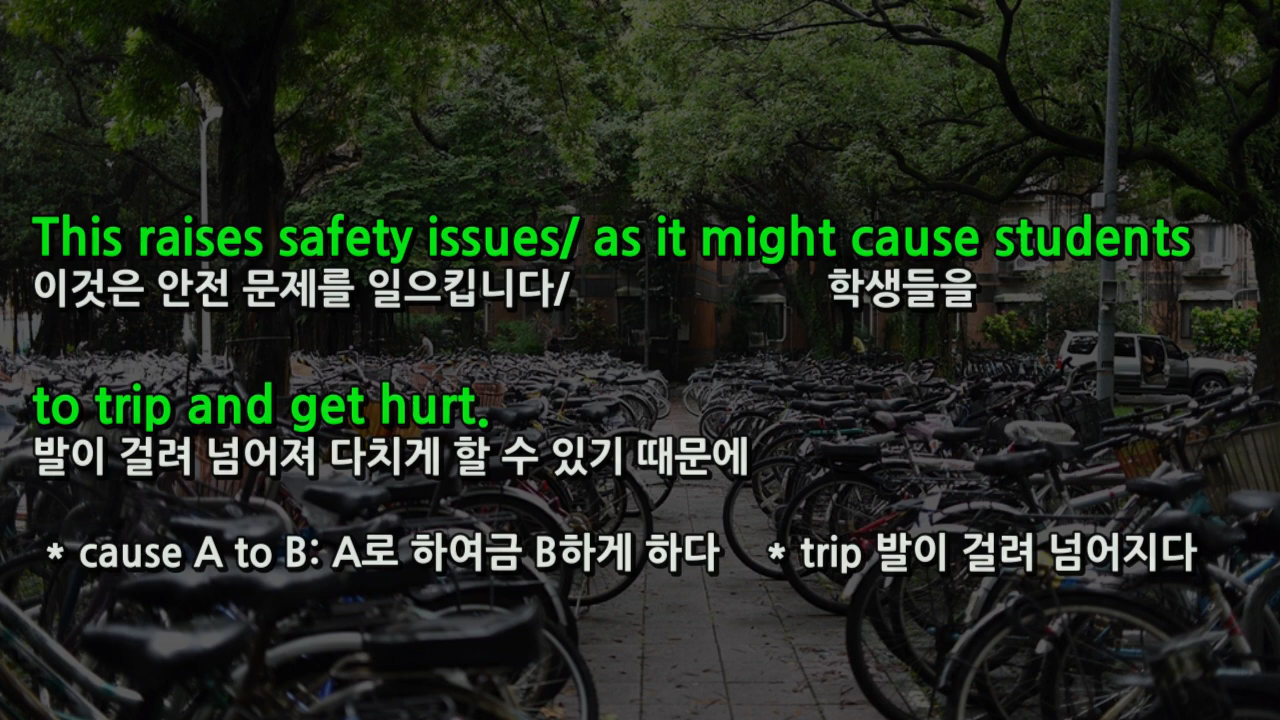 This raises safety issues/ as it might cause students
이것은 안전 문제를 일으킵니다/ 학생들을
to trip and get hurt.
발이 걸려 넘어져 다치게 할 수 있기 때문에
* cause A to B: A로 하여금 B하게 하다 * trip 발이 걸려 넘어지다